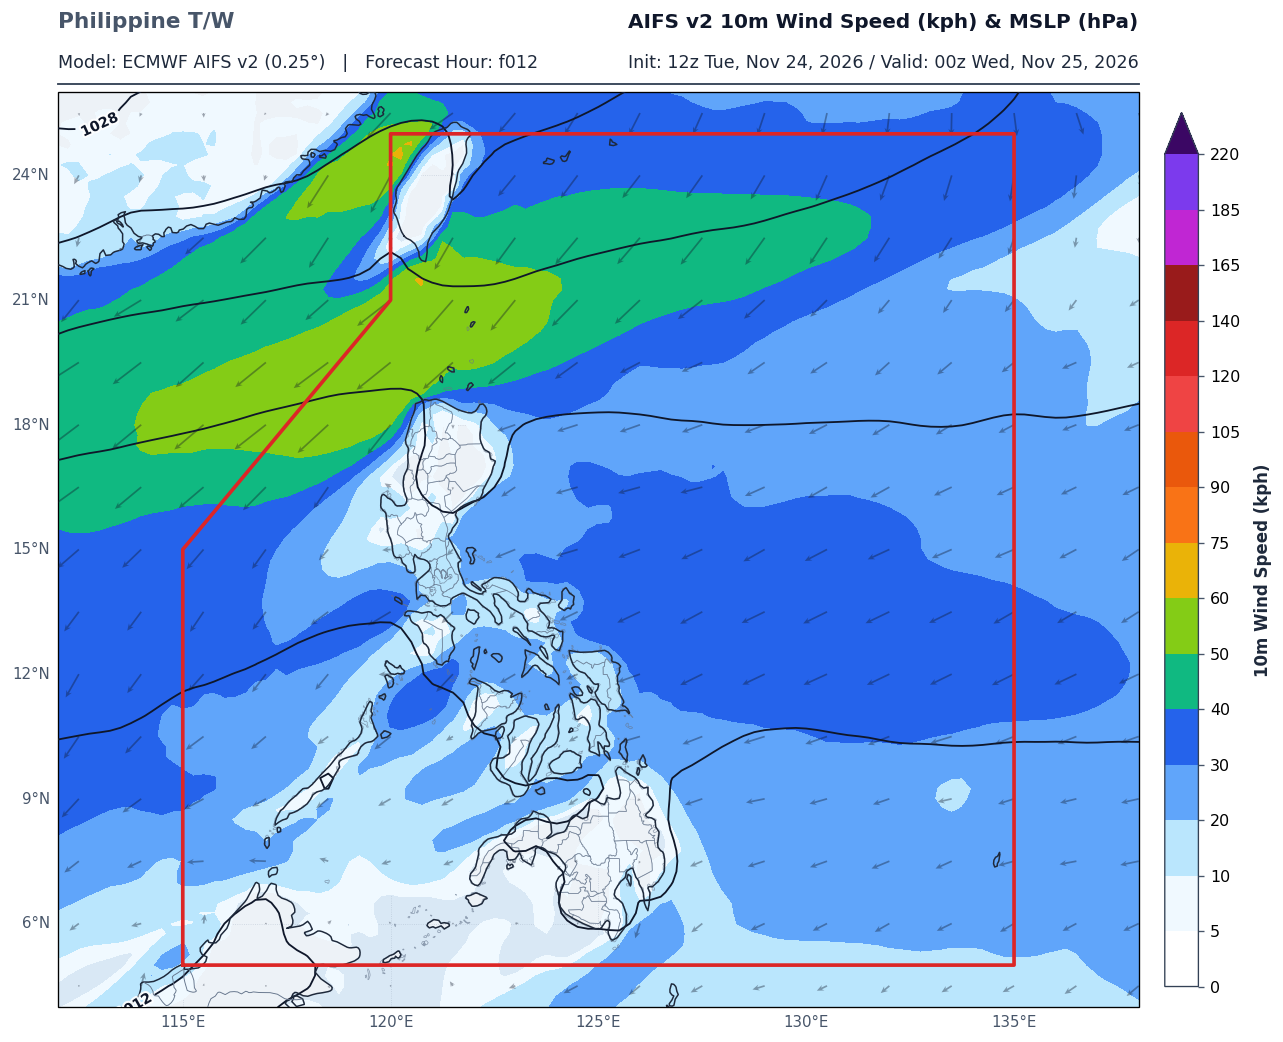 Philippine T/W
AIFS v2 10m Wind Speed (kph) & MSLP (hPa)
Model: ECMWF AIFS v2 (0.25°) | Forecast Hour: f012
Init: 12z Tue, Nov 24, 2026 / Valid: 00z Wed, Nov 25, 2026
1028
24°N
21°N
18°N
15°N
12°N
9°N
6°N
012
115°E
120°E
125°E
130°E
135°E
220
185
165
140
120
105
90
75
60
50
40
30
20
10
5
0
10m Wind Speed (kph)